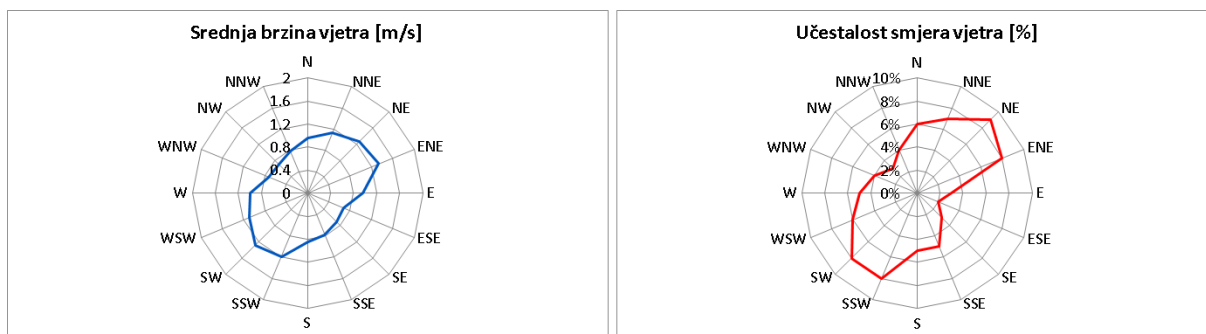 Srednja brzina vjetra [m/s]
N
NNE
NE
ENE
E
ESE
SE
SSE
S
SSW
SW
WSW
W
WNW
NW
NNW
2
1.6
1.2
0.8
0.4
0
Učestalost smjera vjetra [%]
N
NNE
NE
ENE
E
ESE
SE
SSE
S
SSW
SW
WSW
W
WNW
NW
NNW
10%
8%
6%
4%
2%
0%